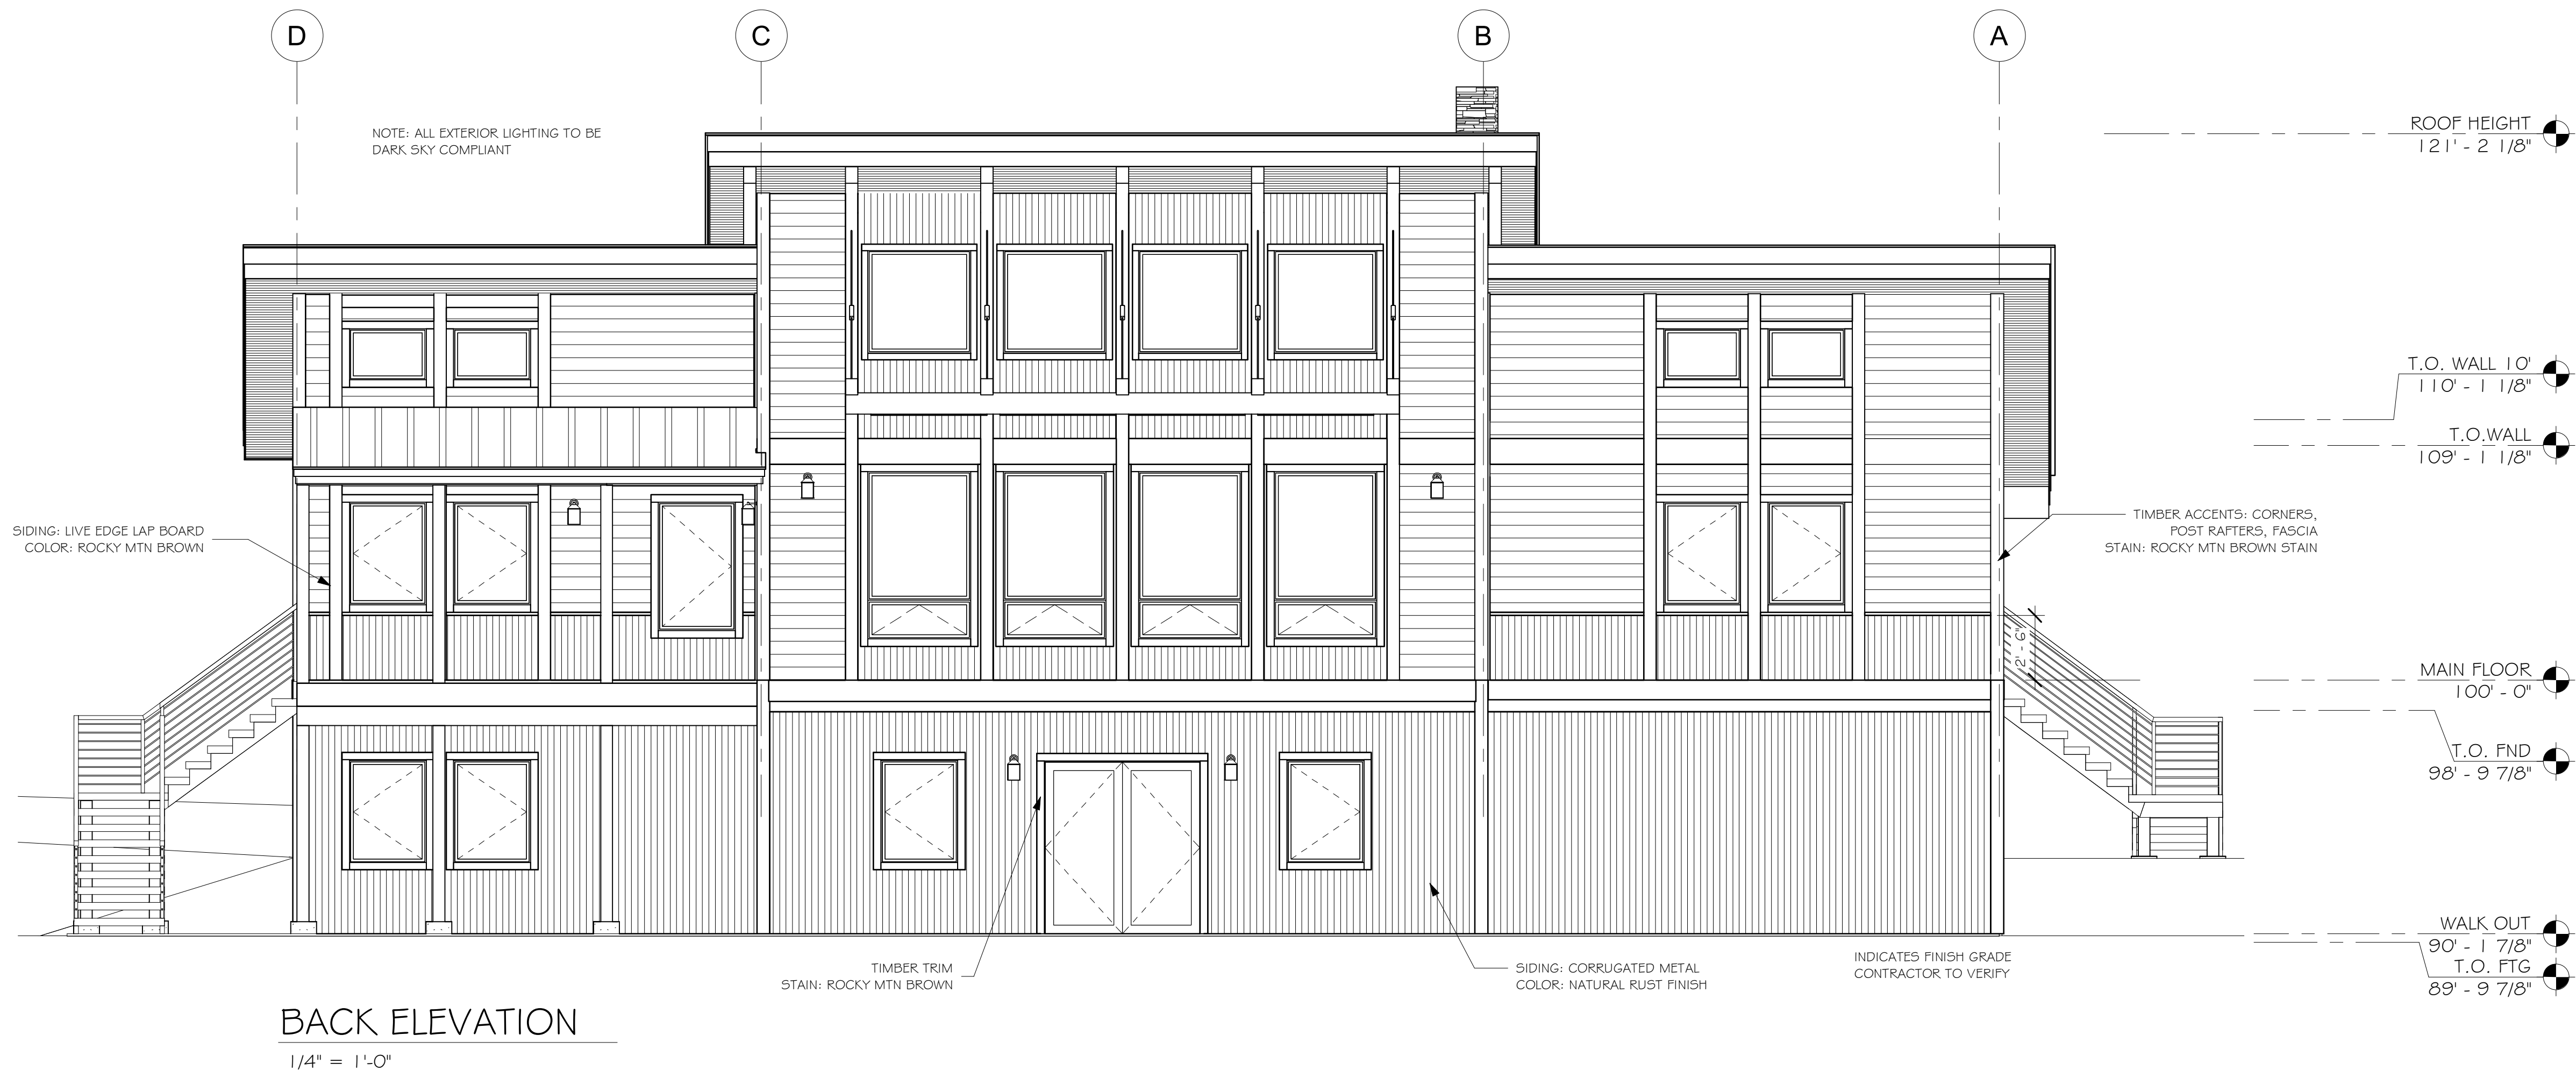 D
C
B
A
NOTE: ALL EXTERIOR LIGHTING TO BE
DARK SKY COMPLIANT
ROOF HEIGHT
121' - 2 1/8"
T.O. WALL 10'
110' - 1 1/8"
T.O.WALL
109' - 1 1/8"
SIDING: LIVE EDGE LAP BOARD
COLOR: ROCKY MTN BROWN
TIMBER ACCENTS: CORNERS,
POST RAFTERS, FASCIA
STAIN: ROCKY MTN BROWN STAIN
2' - 6"
MAIN FLOOR
100' - 0"
T.O. FND
98' - 9 7/8"
WALK OUT
90' - 1 7/8"
T.O. FTG
89' - 9 7/8"
TIMBER TRIM
STAIN: ROCKY MTN BROWN
SIDING: CORRUGATED METAL
COLOR: NATURAL RUST FINISH
INDICATES FINISH GRADE
CONTRACTOR TO VERIFY
BACK ELEVATION
1/4" = 1'-0"